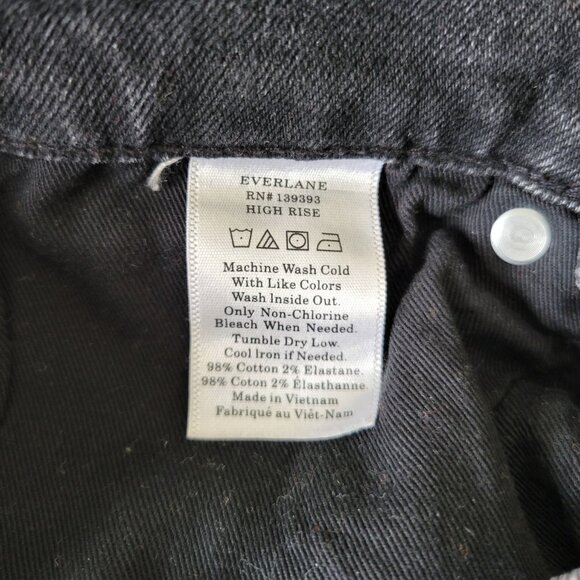 EVERLANE
RN# 139393
HIGH RISE
Machine Wash Cold
With Like Colors
Wash Inside Out.
Only Non-Chlorine
Bleach When Needed.
Tumble Dry Low.
Cool Iron if Needed.
98% Cotton 2% Elastane.
98% Coton 2% Élasthanne.
Made in Vietnam
Fabriqué au Viêt-Nam